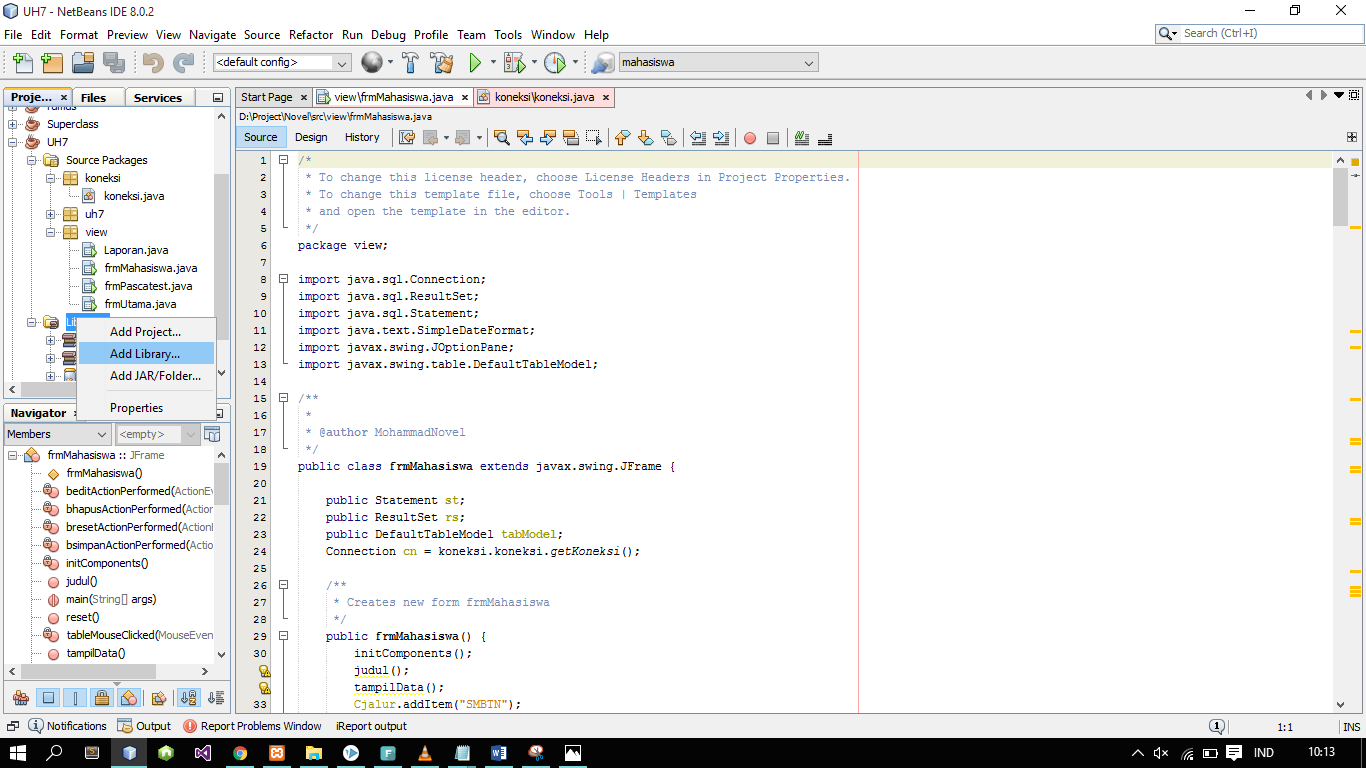 UH7 - NetBeans IDE 8.0.2
File Edit Format Preview View Navigate Source Refactor Run Debug Profile Team Tools Window Help
Search (Ctrl+I)
<default config>
mahasiswa
Proje... × Files Services
Superclass
UH7
Source Packages
koneksi
koneksi.java
uh7
view
Laporan.java
frmMahasiswa.java
frmPascatest.java
frmUtama.java
Add Project...
Add Library...
Add JAR/Folder...
Properties
Navigator
Members
<empty>
frmMahasiswa :: JFrame
frmMahasiswa()
beditActionPerformed(ActionEv
bhapusActionPerformed(Action
bresetActionPerformed(Action
bsimpanActionPerformed(Actio
initComponents()
judul()
main(String[] args)
reset()
tableMouseClicked(MouseEven
tampilData()
Start Page × view\frmMahasiswa.java × koneksi\koneksi.java ×
D:\Project\Novel\src\view\frmMahasiswa.java
Source Design History
1 /*
2 * To change this license header, choose License Headers in Project Properties.
3 * To change this template file, choose Tools | Templates
4 * and open the template in the editor.
5 */
6 package view;
7
8 import java.sql.Connection;
9 import java.sql.ResultSet;
10 import java.sql.Statement;
11 import java.text.SimpleDateFormat;
12 import javax.swing.JOptionPane;
13 import javax.swing.table.DefaultTableModel;
14
15 /**
16 *
17 * @author MohammadNovel
18 */
19 public class frmMahasiswa extends javax.swing.JFrame {
20
21 public Statement st;
22 public ResultSet rs;
23 public DefaultTableModel tabModel;
24 Connection cn = koneksi.koneksi.getKoneksi();
25
26 /**
27 * Creates new form frmMahasiswa
28 */
29 public frmMahasiswa() {
30 initComponents();
judul();
tampilData();
33 Cjalur.addItem("SMBTN");
Notifications Output Report Problems Window iReport output
1:1 INS
IND 10:13